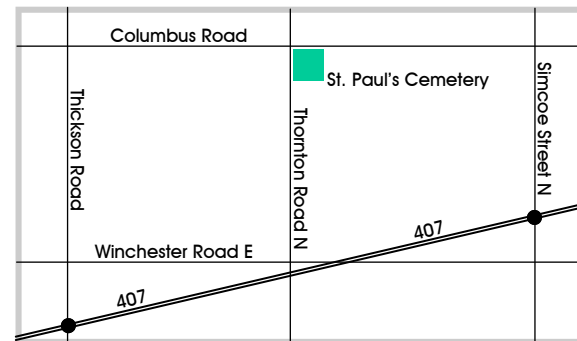 Columbus Road
St. Paul's Cemetery
Thickson Road
Thornton Road N
Simcoe Street N
407
Winchester Road E
407